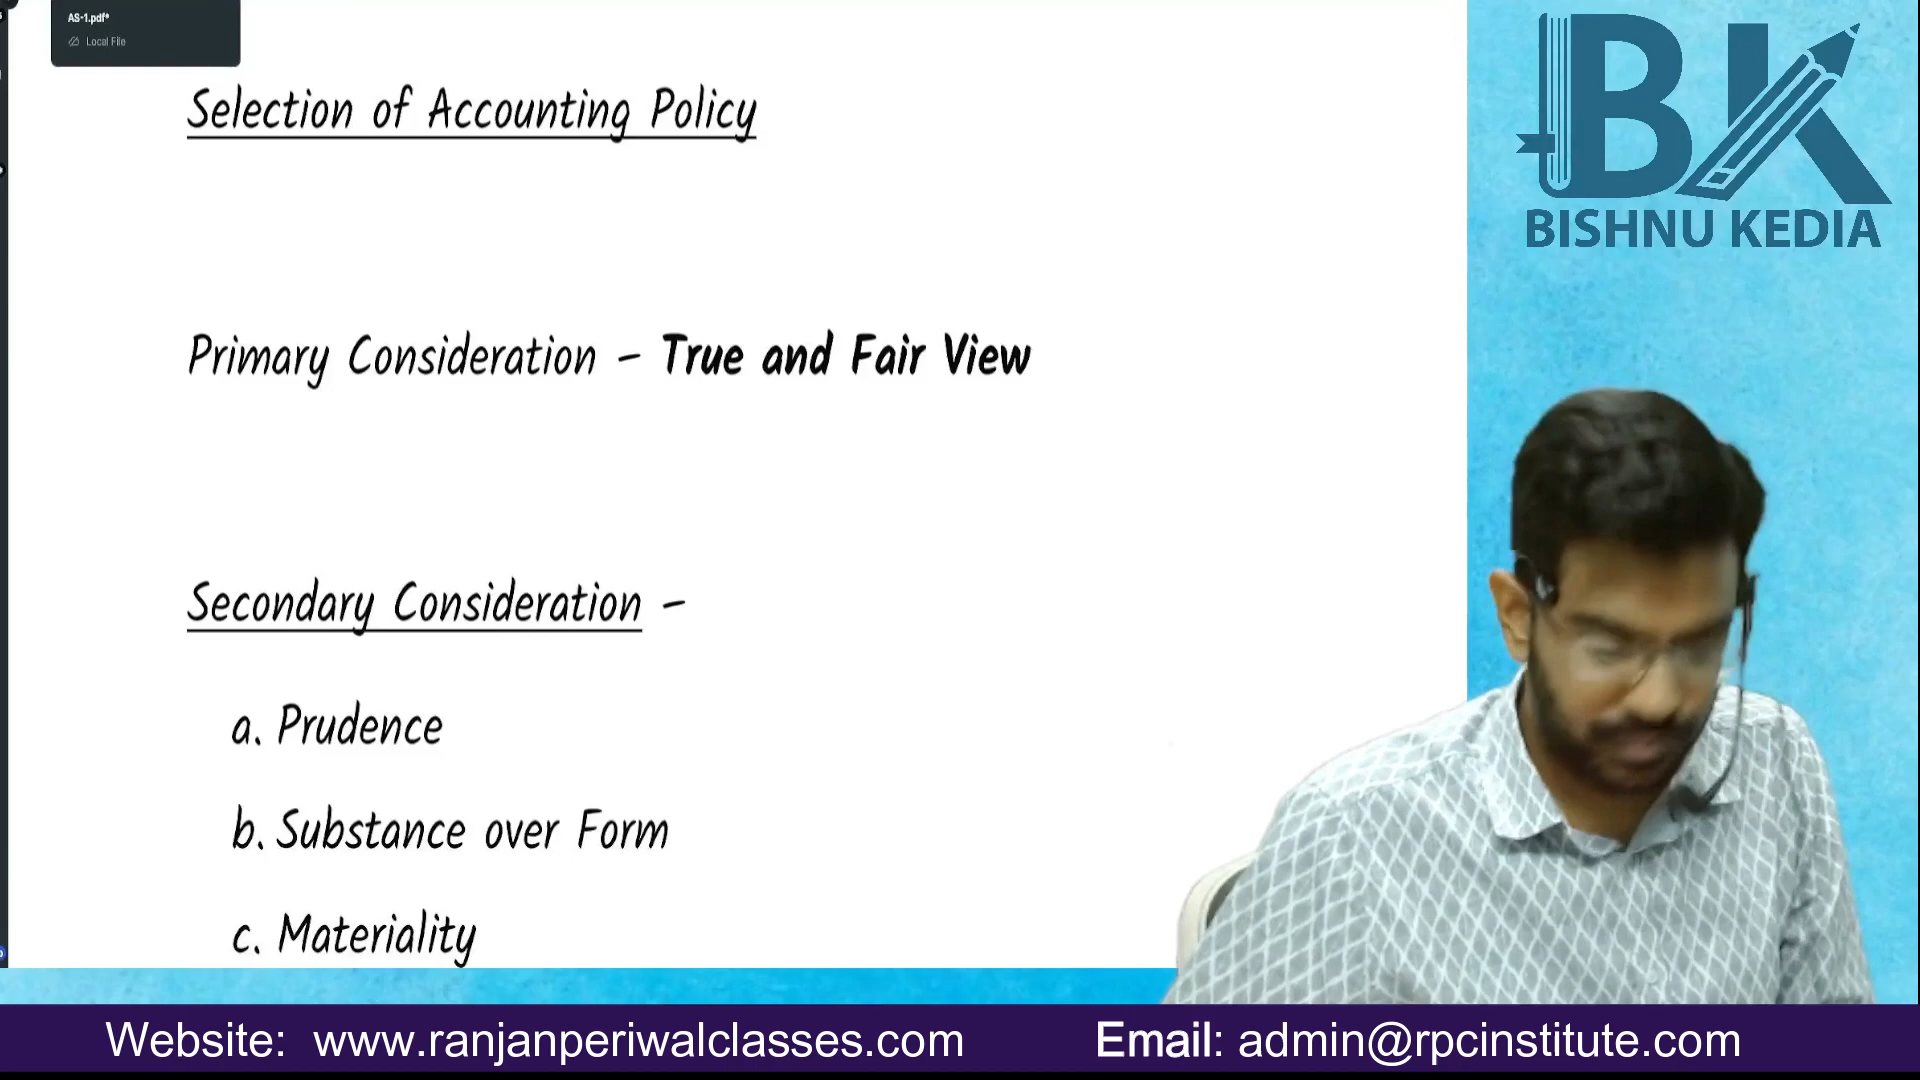 AS-1.pdf*
Local File
Selection of Accounting Policy
Primary Consideration – True and Fair View
Secondary Consideration –
a. Prudence
b. Substance over Form
c. Materiality
BK
BISHNU KEDIA
Website: www.ranjanperiwalclasses.com
Email: admin@rpcinstitute.com